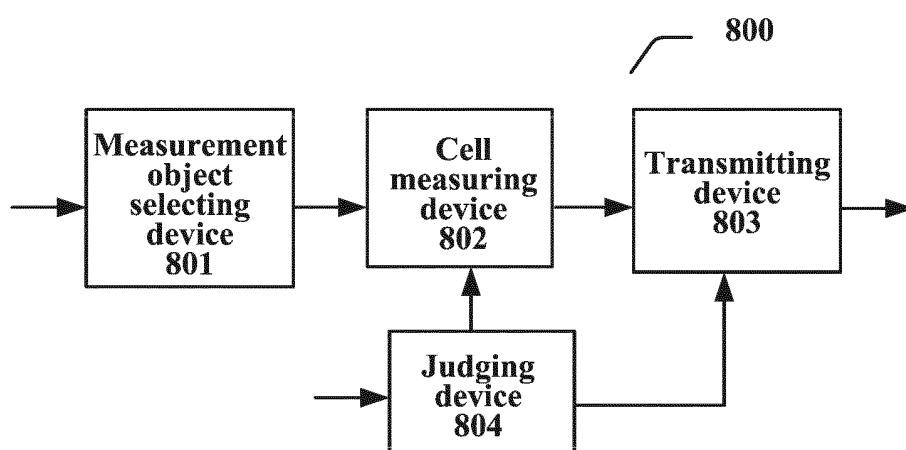 800
Measurement
object
selecting
device
801
Cell
measuring
device
802
Transmitting
device
803
Judging
device
804